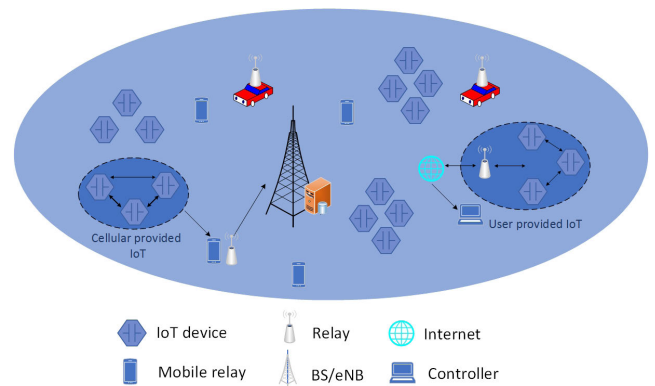 Cellular provided
IoT
User provided IoT
IoT device
Relay
Internet
Mobile relay
BS/eNB
Controller